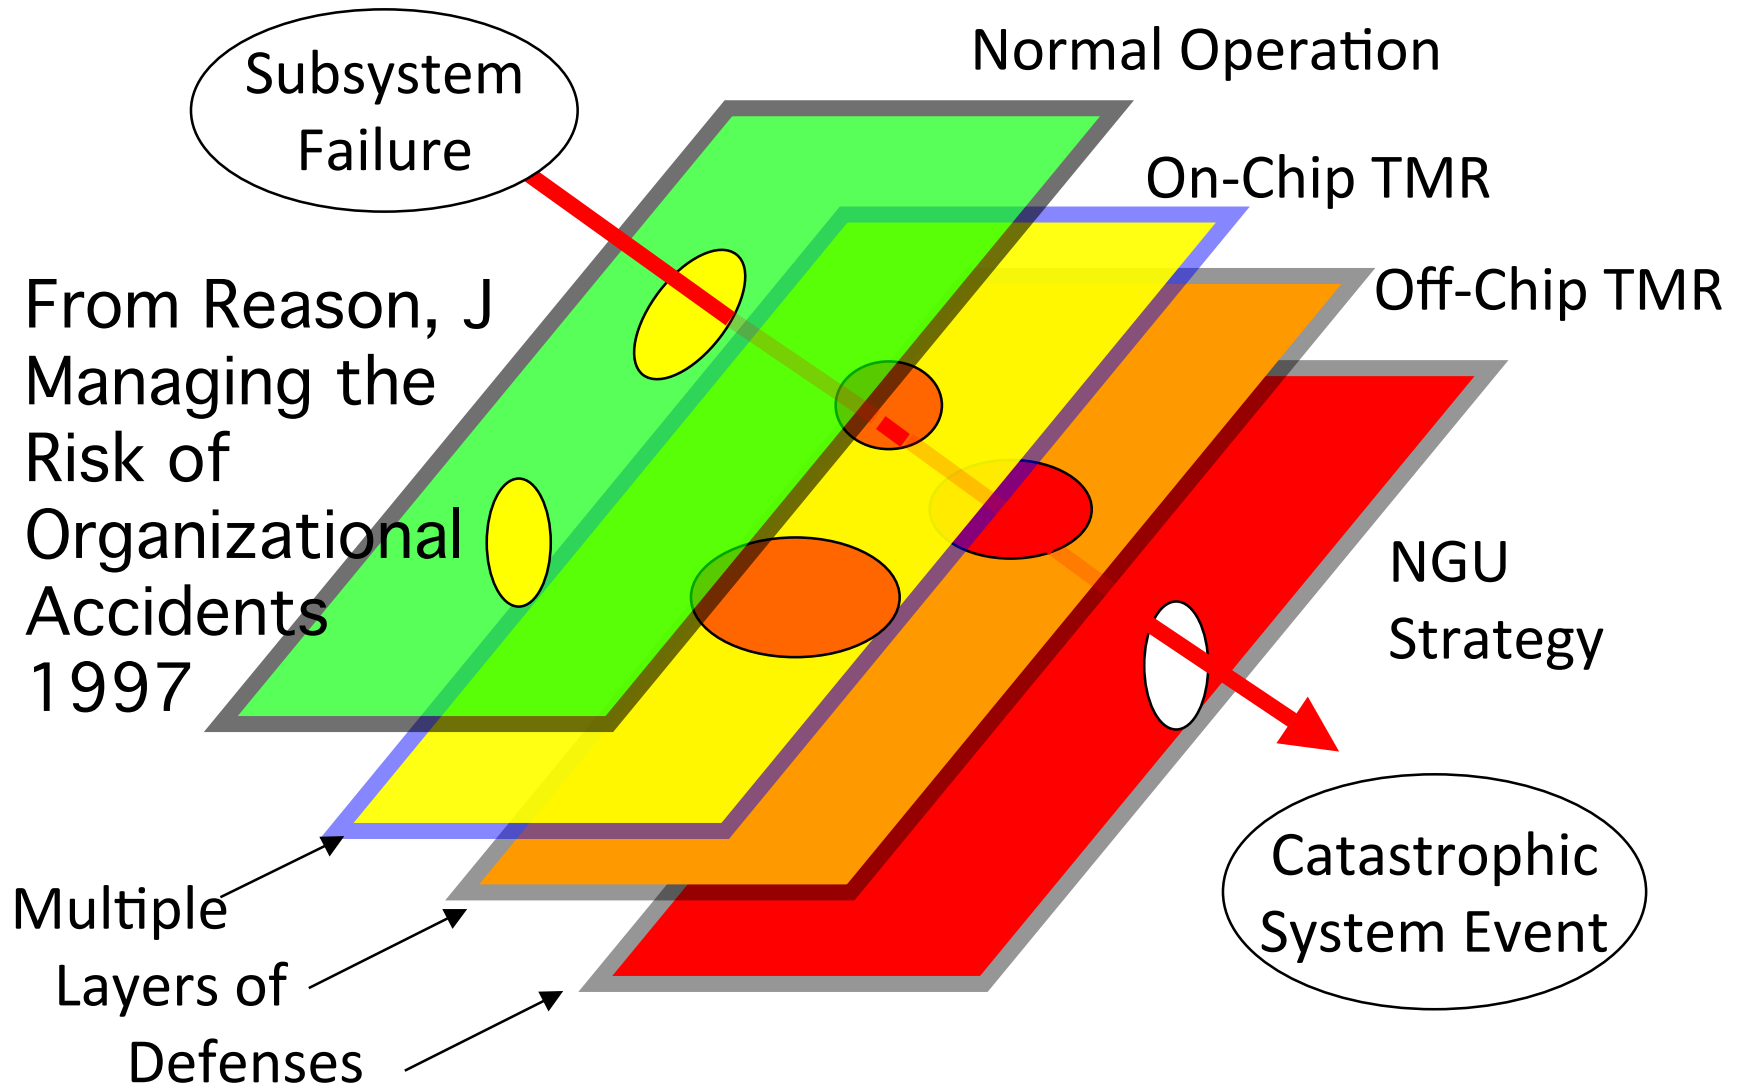 Subsystem
Failure
Normal Operation
On-Chip TMR
Off-Chip TMR
From Reason, J
Managing the
Risk of
Organizational
Accidents
1997
NGU
Strategy
Multiple
Layers of
Defenses
Catastrophic
System Event